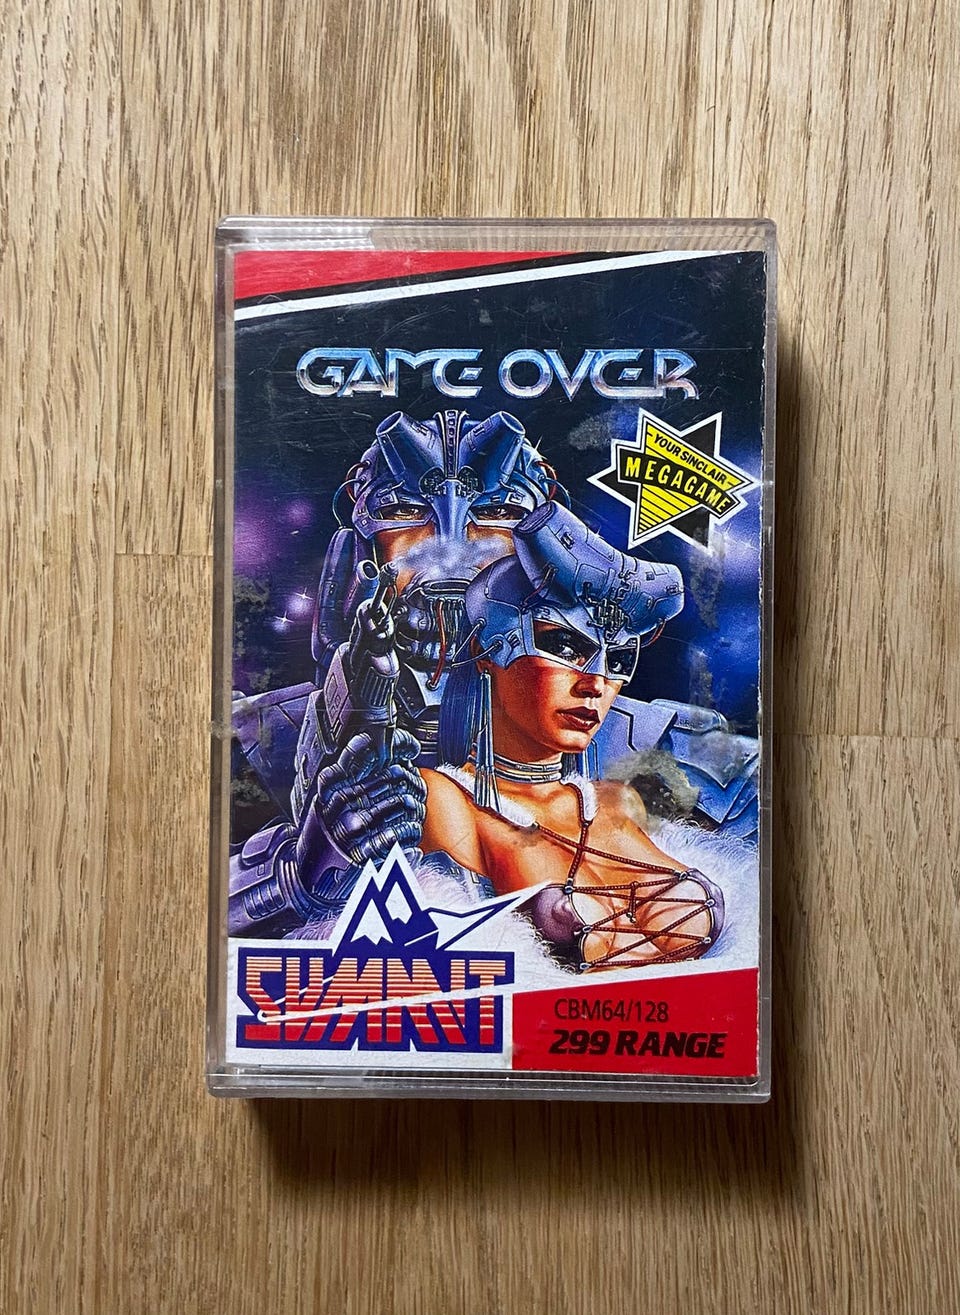 GAME OVER
YOUR SINCLAIR
MEGAGAME
SUMMIT
CBM64/128
299 RANGE